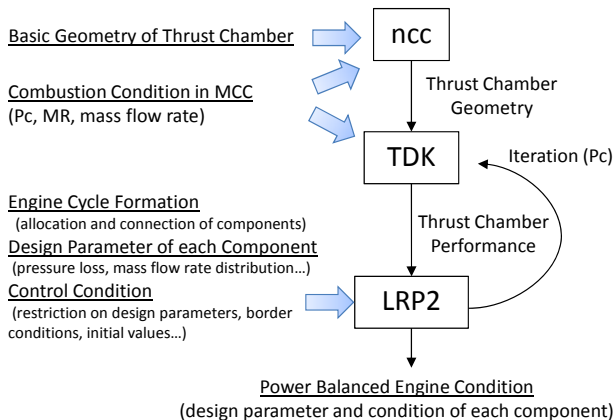 Basic Geometry of Thrust Chamber
ncc
Combustion Condition in MCC
(Pc, MR, mass flow rate)
Thrust Chamber
Geometry
TDK
Iteration (Pc)
Engine Cycle Formation
(allocation and connection of components)
Thrust Chamber
Performance
Design Parameter of each Component
(pressure loss, mass flow rate distribution…)
Control Condition
(restriction on design parameters, border
conditions, initial values…)
LRP2
Power Balanced Engine Condition
(design parameter and condition of each component)